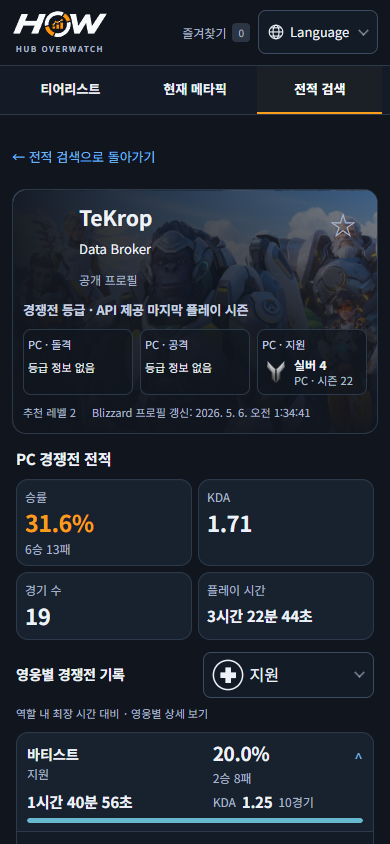 HOW
HUB OVERWATCH
즐겨찾기 0
Language
티어리스트 현재 메타픽 전적 검색
← 전적 검색으로 돌아가기
TeKrop
Data Broker
공개 프로필
경쟁전 등급 · API 제공 마지막 플레이 시즌
PC · 돌격
등급 정보 없음
PC · 공격
등급 정보 없음
PC · 지원
실버 4
PC · 시즌 22
추천 레벨 2 Blizzard 프로필 갱신: 2026. 5. 6. 오전 1:34:41
PC 경쟁전 전적
승률
31.6%
6승 13패
KDA
1.71
경기 수
19
플레이 시간
3시간 22분 44초
영웅별 경쟁전 기록
지원
역할 내 최장 시간 대비 · 영웅별 상세 보기
바티스트
지원
1시간 40분 56초
20.0%
2승 8패
KDA 1.25 10경기